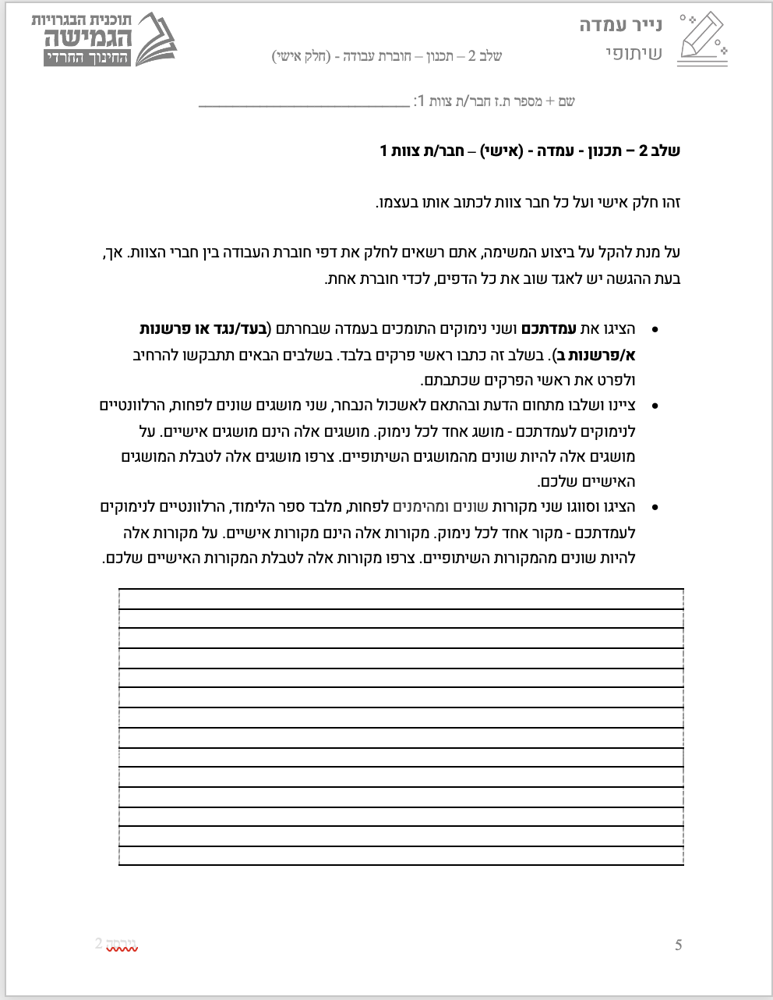 נייר עמדה
שיתופי
תוכנית הבגרויות
הגמישה
החינוך החרדי
שלב 2 – תכנון – חוברת עבודה - (חלק אישי)
שם + מספר ת.ז חבר/ת צוות 1: ____________________________
שלב 2 – תכנון - עמדה - (אישי) – חבר/ת צוות 1
זהו חלק אישי ועל כל חבר צוות לכתוב אותו בעצמו.
על מנת להקל על ביצוע המשימה, אתם רשאים לחלק את דפי חוברת העבודה בין חברי הצוות. אך,
בעת ההגשה יש לאגד שוב את כל הדפים, לכדי חוברת אחת.
• הציגו את עמדתכם ושני נימוקים התומכים בעמדה שבחרתם (בעד/נגד או פרשנות
א/פרשנות ב). בשלב זה כתבו ראשי פרקים בלבד. בשלבים הבאים תתבקשו להרחיב
ולפרט את ראשי הפרקים שכתבתם.
• ציינו ושלבו מתחום הדעת ובהתאם לאשכול הנבחר, שני מושגים שונים לפחות, הרלוונטיים
לנימוקים לעמדתכם - מושג אחד לכל נימוק. מושגים אלה הינם מושגים אישיים. על
מושגים אלה להיות שונים מהמושגים השיתופיים. צרפו מושגים אלה לטבלת המושגים
האישיים שלכם.
• הציגו וסווגו שני מקורות שונים ומהימנים לפחות, מלבד ספר הלימוד, הרלוונטיים לנימוקים
לעמדתכם - מקור אחד לכל נימוק. מקורות אלה הינם מקורות אישיים. על מקורות אלה
להיות שונים מהמקורות השיתופיים. צרפו מקורות אלה לטבלת המקורות האישיים שלכם.
5
גירסה 2